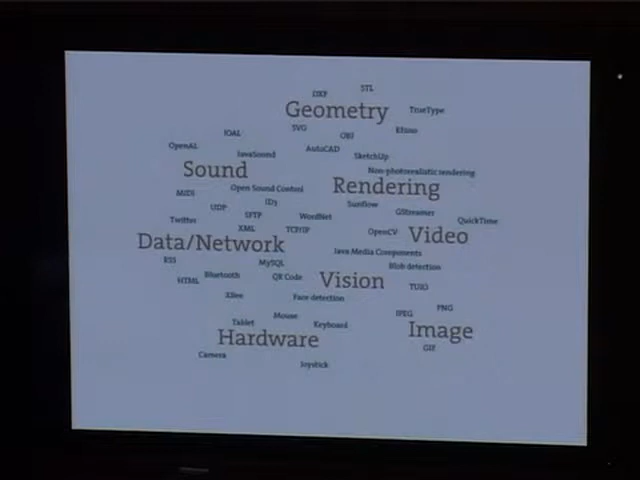 STL
DXF
Geometry
TrueType
SVG
OBJ
JOAL
AutoCAD
OpenAL
JavaSound
SketchUp
Sound
Non-photorealistic rendering
Rendering
MIDI
Open Sound Control
ID3
Sunflow
UDP
SFTP
WordNet
GStreamer
Twitter
QuickTime
XML
TCP/IP
OpenCV
Video
Data/Network
Java Media Components
RSS
MySQL
Blob detection
HTML
Bluetooth
QR Code
Vision
TUIO
XBee
Face detection
JPEG
PNG
Tablet
Mouse
Keyboard
Image
Hardware
GIF
Camera
Joystick